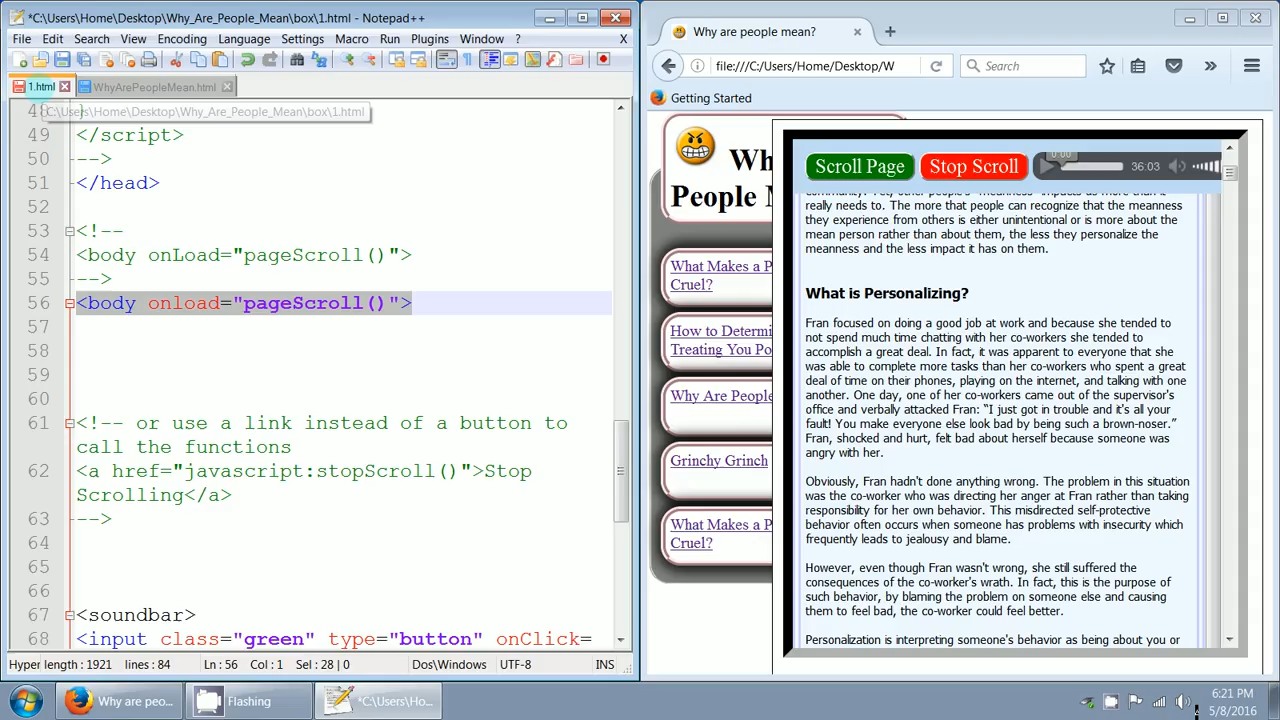 *C:\Users\Home\Desktop\Why_Are_People_Mean\box\1.html - Notepad++
File Edit Search View Encoding Language Settings Macro Run Plugins Window ? X
1.html WhyArePeopleMean.html
C:\Users\Home\Desktop\Why_Are_People_Mean\box\1.html
48 }
49 </script>
50 -->
51 </head>
52
53 <!--
54 <body onLoad="pageScroll()">
55 -->
56 <body onload="pageScroll()">
57
58
59
60
61 <!-- or use a link instead of a button to
call the functions
62 <a href="javascript:stopScroll()">Stop
Scrolling</a>
63 -->
64
65
66
67 <soundbar>
68 <input class="green" type="button" onClick=
Hyper length : 1921 lines : 84 Ln : 56 Col : 1 Sel : 28 | 0 Dos\Windows UTF-8 INS
Why are people mean?
file:///C:/Users/Home/Desktop/W
Search
Getting Started
Wh
People M
What Makes a P
Cruel?
How to Determi
Treating You Po
Why Are People
Grinchy Grinch
What Makes a P
Cruel?
Scroll Page Stop Scroll 0:00 36:03
really needs to. The more that people can recognize that the meanness
they experience from others is either unintentional or is more about the
mean person rather than about them, the less they personalize the
meanness and the less impact it has on them.
What is Personalizing?
Fran focused on doing a good job at work and because she tended to
not spend much time chatting with her co-workers she tended to
accomplish a great deal. In fact, it was apparent to everyone that she
was able to complete more tasks than her co-workers who spent a great
deal of time on their phones, playing on the internet, and talking with one
another. One day, one of her co-workers came out of the supervisor's
office and verbally attacked Fran: “I just got in trouble and it's all your
fault! You make everyone else look bad by being such a brown-noser.”
Fran, shocked and hurt, felt bad about herself because someone was
angry with her.
Obviously, Fran hadn't done anything wrong. The problem in this situation
was the co-worker who was directing her anger at Fran rather than taking
responsibility for her own behavior. This misdirected self-protective
behavior often occurs when someone has problems with insecurity which
frequently leads to jealousy and blame.
However, even though Fran wasn't wrong, she still suffered the
consequences of the co-worker's wrath. In fact, this is the purpose of
such behavior, by blaming the problem on someone else and causing
them to feel bad, the co-worker could feel better.
Personalization is interpreting someone's behavior as being about you or
Why are peo...
Flashing
*C:\Users\Ho...
6:21 PM
5/8/2016